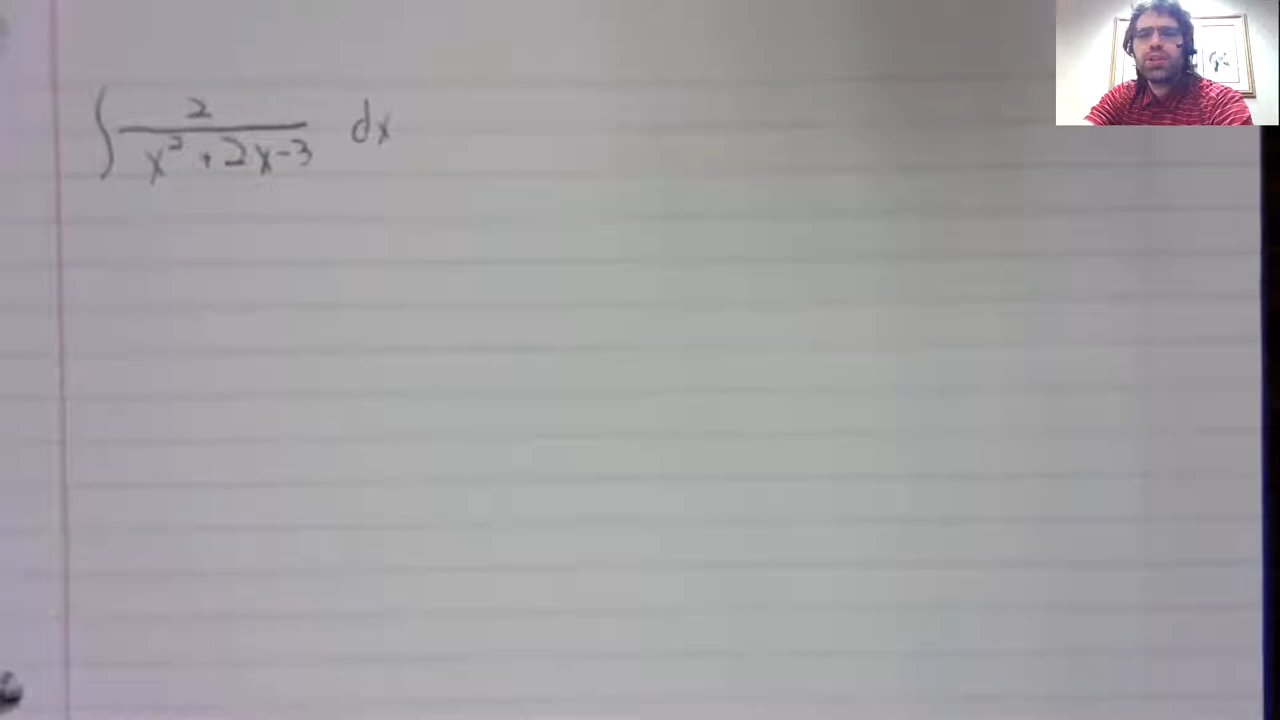 ∫ 2/(x² + 2x - 3) dx